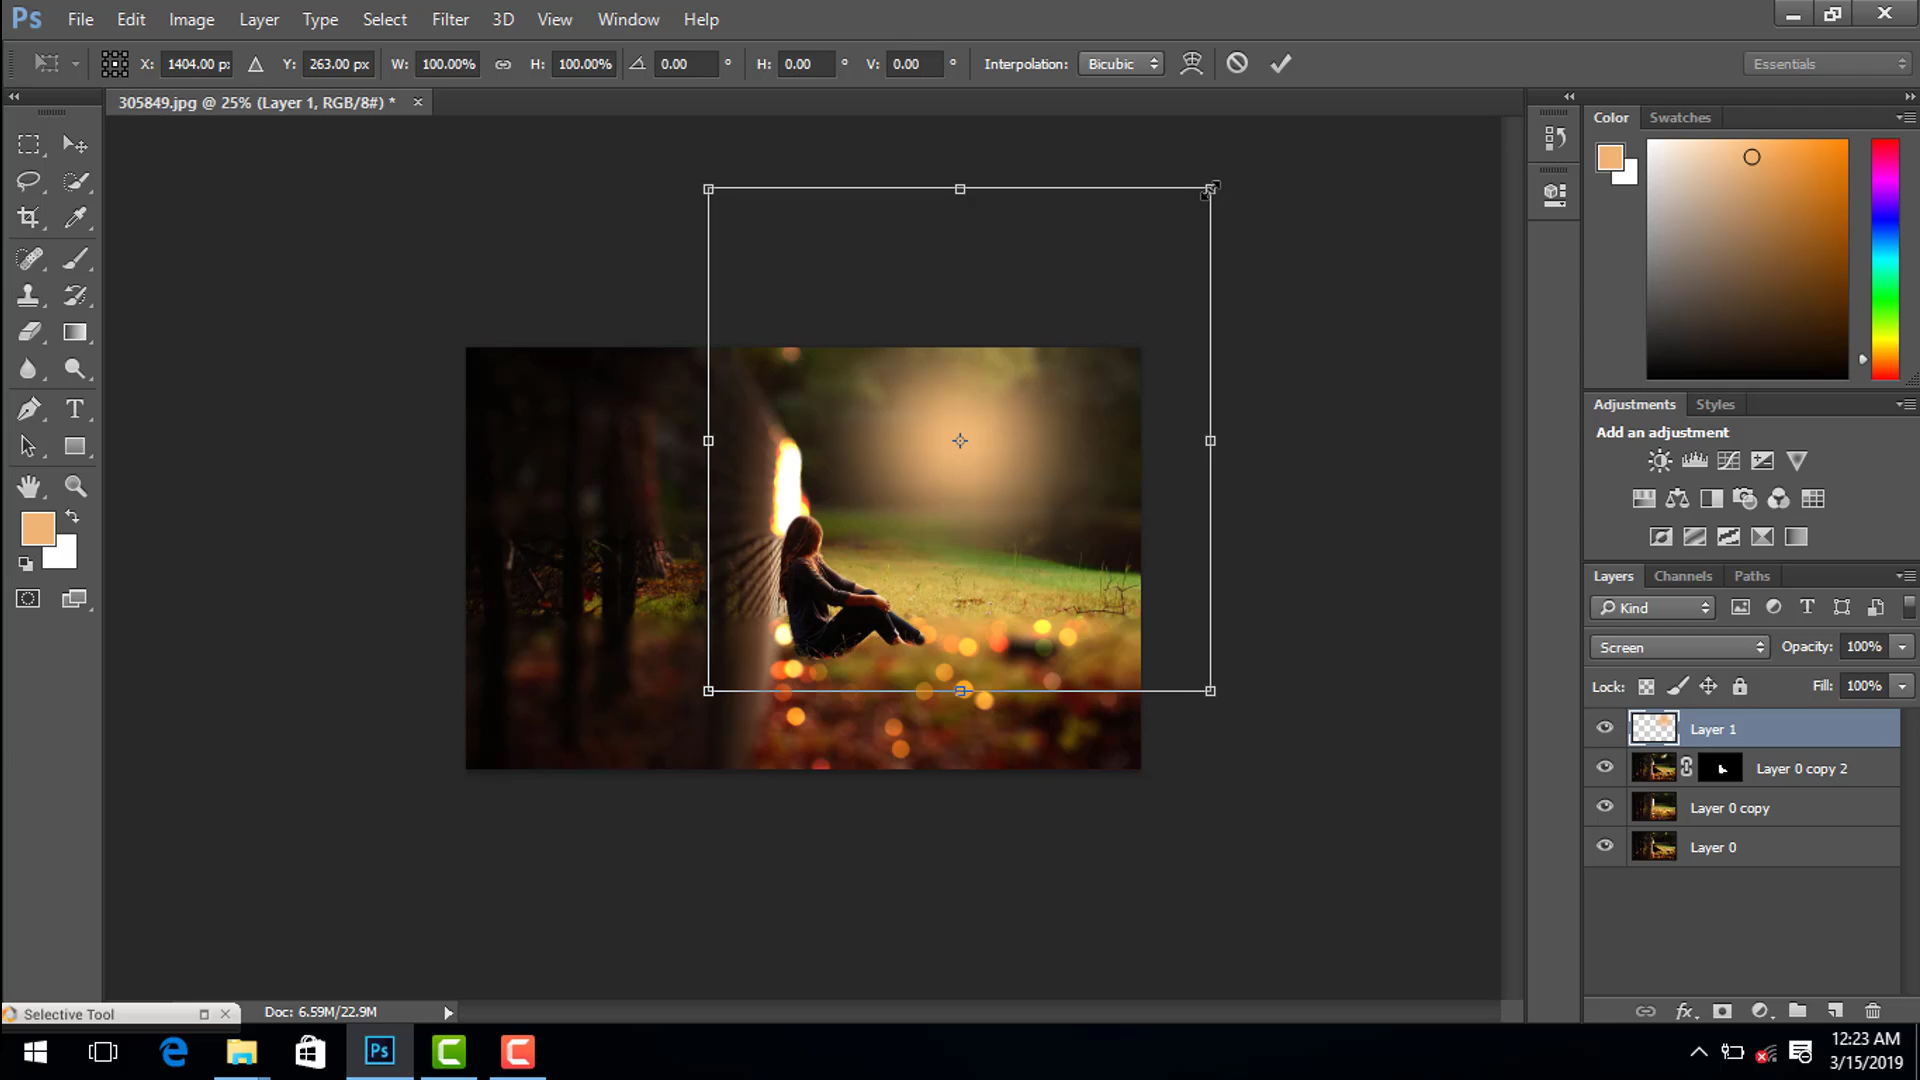 Ps File Edit Image Layer Type Select Filter 3D View Window Help
X: 1404.00 p Y: 263.00 px W: 100.00% H: 100.00% 0.00 ° H: 0.00 ° V: 0.00 ° Interpolation: Bicubic Essentials
305849.jpg @ 25% (Layer 1, RGB/8#) * ×
Color Swatches
Adjustments Styles
Add an adjustment
Layers Channels Paths
Kind
Screen Opacity: 100%
Lock: Fill: 100%
Layer 1
Layer 0 copy 2
Layer 0 copy
Layer 0
Selective Tool
Doc: 6.59M/22.9M
Ps
12:23 AM
3/15/2019